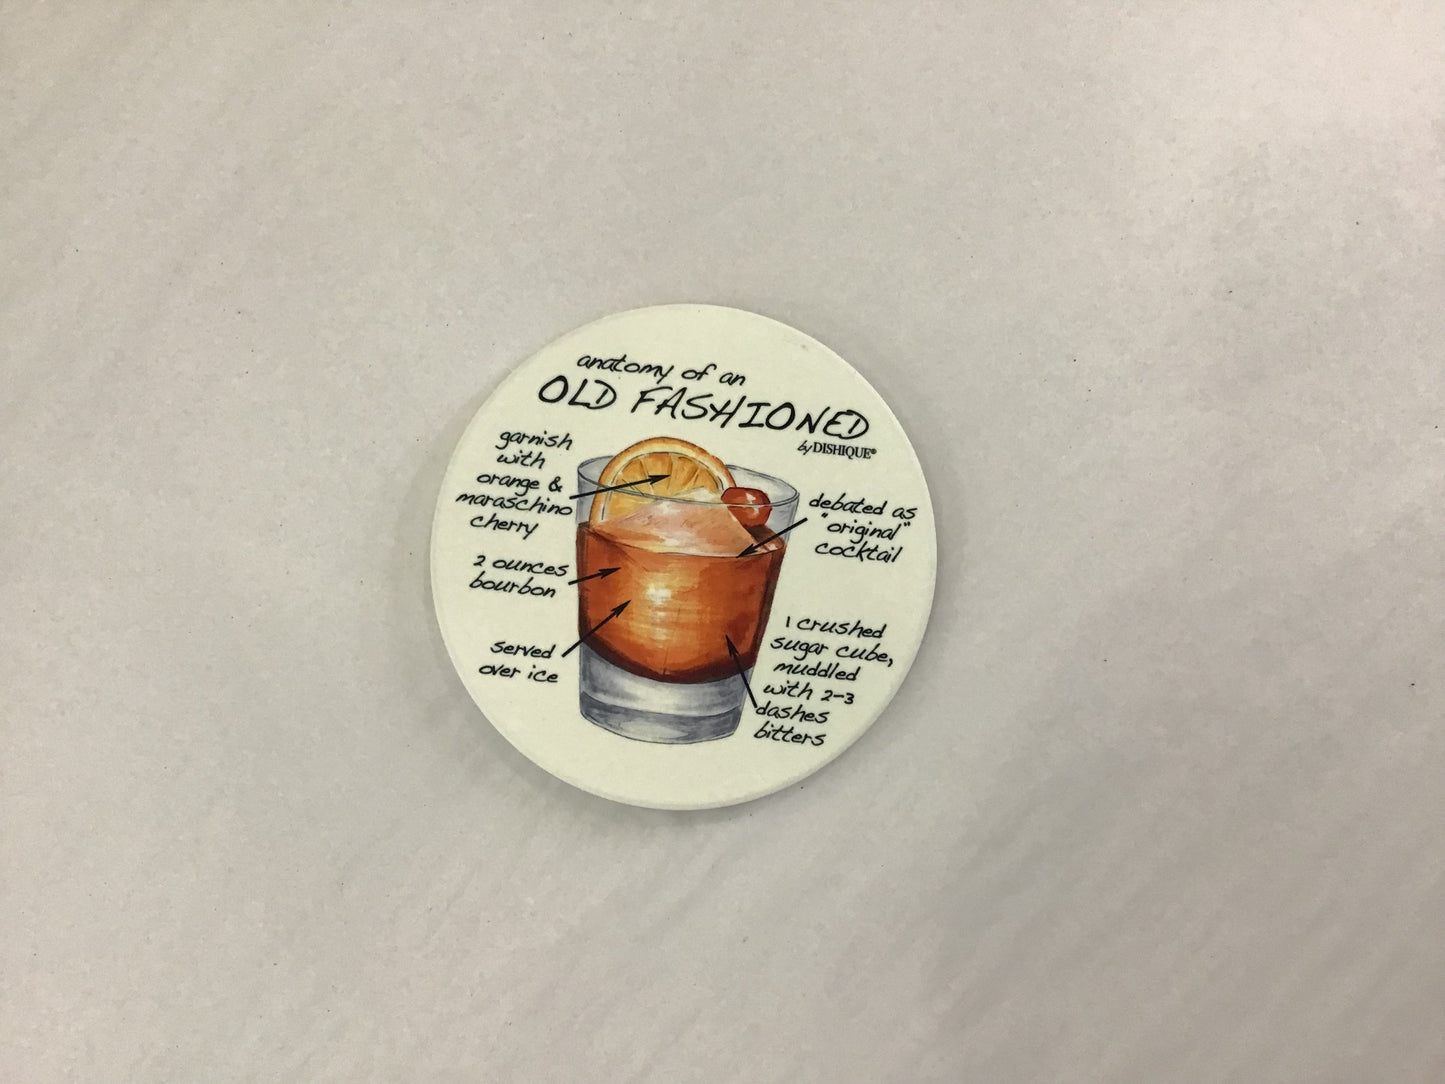 anatomy of an
OLD FASHIONED
by DISHIQUE®
garnish
with
orange &
maraschino
cherry
2 ounces
bourbon
served
over ice
debated as
"original"
cocktail
1 crushed
sugar cube,
muddled
with 2-3
dashes
bitters